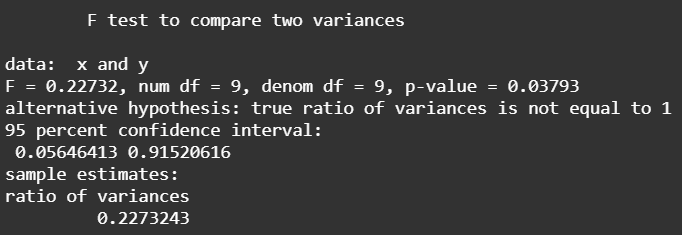 F test to compare two variances
data:  x and y
F = 0.22732, num df = 9, denom df = 9, p-value = 0.03793
alternative hypothesis: true ratio of variances is not equal to 1
95 percent confidence interval:
0.05646413 0.91520616
sample estimates:
ratio of variances
0.2273243